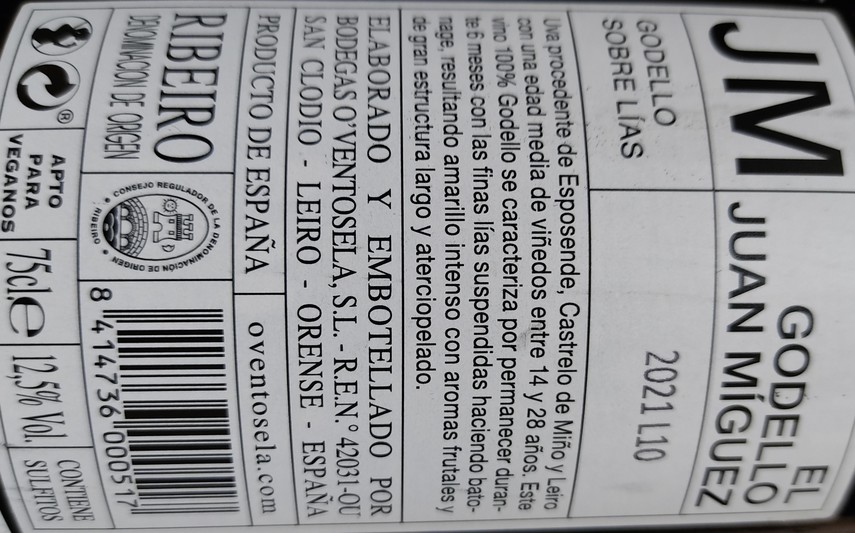 JM
EL
GODELLO
JUAN MÍGUEZ
GODELLO
SOBRE LÍAS
2021 L10
Uva procedente de Esposende, Castrelo de Miño y Leiro
con una edad media de viñedos entre 14 y 28 años. Este
vino 100% Godello se caracteriza por permanecer duran-
te 6 meses con las finas lías suspendidas haciendo bato-
nage, resultando amarillo intenso con aromas frutales y
de gran estructura largo y aterciopelado.
ELABORADO Y EMBOTELLADO POR
BODEGAS O'VENTOSELA, S.L. - R.E.N.º 42031-OU
SAN CLODIO - LEIRO - ORENSE - ESPAÑA
PRODUCTO DE ESPAÑA
oventosela.com
RIBEIRO
DENOMINACION DE ORIGEN
CONSEJO REGULADOR DE LA DENOMINACIÓN DE ORIGEN
RIBEIRO
8 414736 000517
®
APTO
PARA
VEGANOS
75cl.e
12,5% Vol.
CONTIENE
SULFITOS